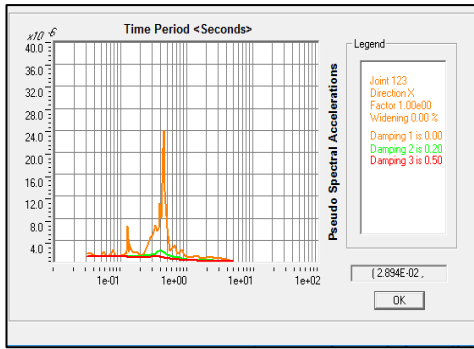 Time Period <Seconds>
x10 -6
40.0
36.0
32.0
28.0
24.0
20.0
16.0
12.0
8.0
4.0
1e-01 1e+00 1e+01 1e+02
Pseudo Spectral Accelerations
Legend
Joint 123
Direction X
Factor 1.00e00
Widening 0.00 %
Damping 1 is 0.00
Damping 2 is 0.20
Damping 3 is 0.50
( 2.894E-02 ,
OK